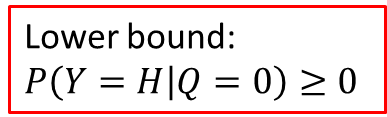 Lower bound:
P(Y = H|Q = 0) ≥ 0